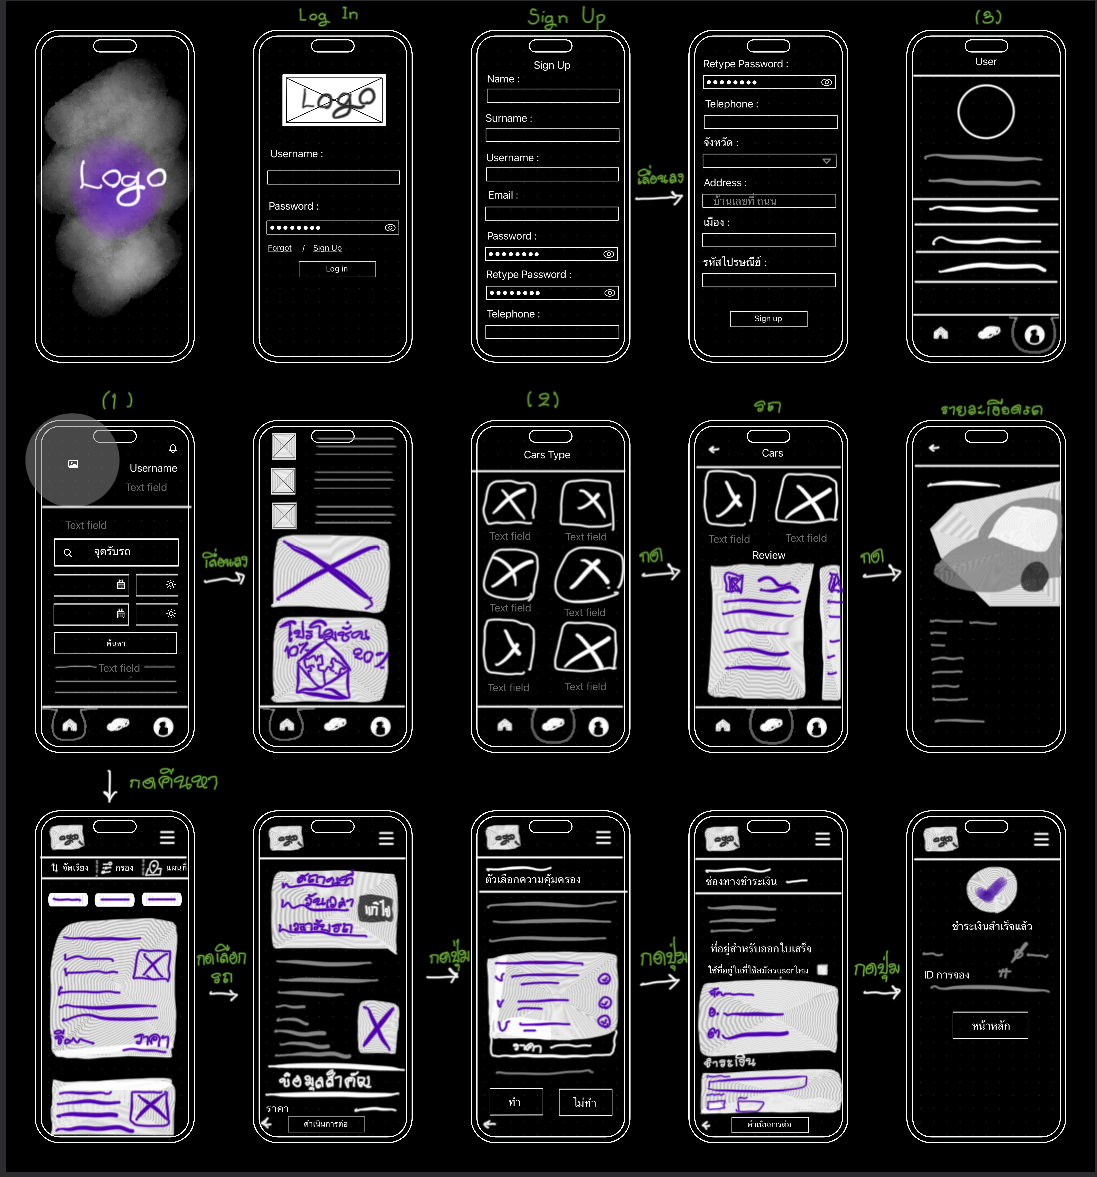 Log In
Sign Up
(3)
Logo
Logo
Username :
Password :
Forgot / Sign Up
Log in
Sign Up
Name :
Surname :
Username :
Email :
Password :
Retype Password :
Telephone :
เลื่อนลง
Retype Password :
Telephone :
จังหวัด :
Address :
บ้านเลขที่ ถนน
เมือง :
รหัสไปรษณีย์ :
Sign up
User
(1)
(2)
รถ
รายละเอียดรถ
Username
Text field
Text field
จุดรับรถ
ค้นหา
Text field
เลื่อนลง
โปรโมชั่น
10% 20%
Cars Type
Text field Text field
Text field Text field
Text field Text field
กด
Cars
Text field Text field
Review
กด
กดค้นหา
Logo
จัดเรียง กรอง แผนที่
ราคา
กดเลือก
รถ
Logo
สถานที่
วันเวลา
เวลารับรถ
แก้ไข
ข้อมูลสำคัญ
ราคา
ดำเนินการต่อ
กดปุ่ม
Logo
ตัวเลือกความคุ้มครอง
ราคา
ทำ ไม่ทำ
กดปุ่ม
Logo
ช่องทางชำระเงิน
ที่อยู่สำหรับออกใบเสร็จ
ใช้ที่อยู่ในที่ใช้สมัครuserไหม
ชำระเงิน
ดำเนินการต่อ
กดปุ่ม
Logo
ชำระเงินสำเร็จแล้ว
ID การจอง
หน้าหลัก